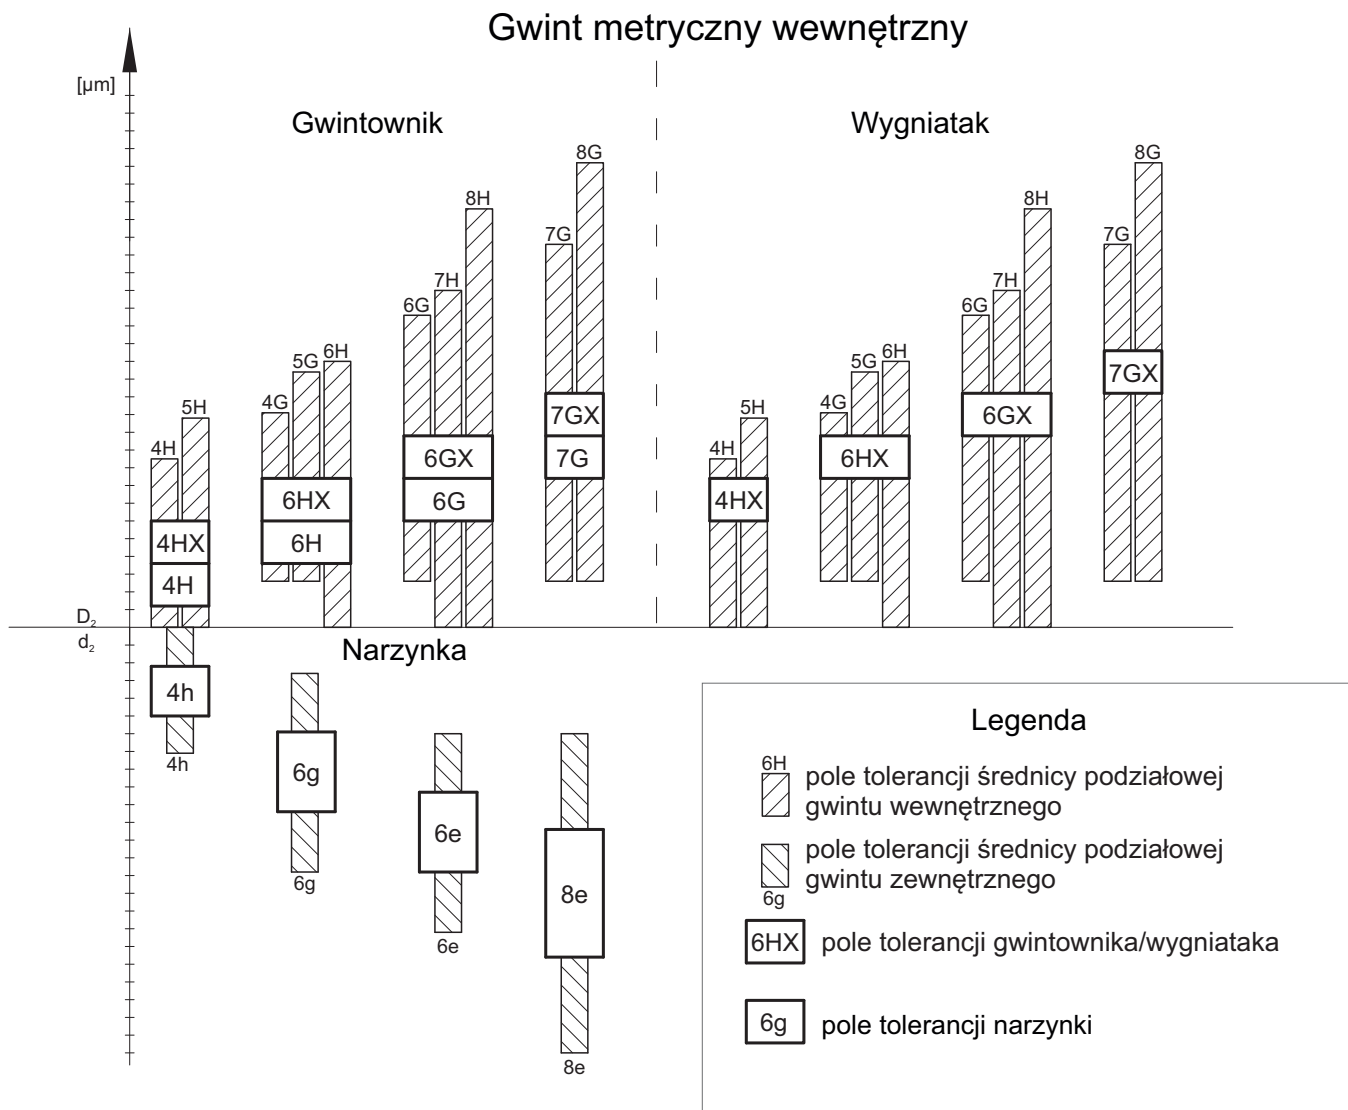 Gwint metryczny wewnętrzny
[µm]
Gwintownik
Wygniatak
8G
8H
7G
7H
6G
6H
5G
4G
5H
4H
7GX
7G
6GX
6G
6HX
6H
4HX
4H
8G
8H
7G
7H
6G
6H
5G
4G
5H
4H
7GX
6GX
6HX
4HX
D₂
d₂
Narzynka
4h
4h
6g
6g
6e
6e
8e
8e
Legenda
6H
pole tolerancji średnicy podziałowej
gwintu wewnętrznego
pole tolerancji średnicy podziałowej
gwintu zewnętrznego
6g
6HX pole tolerancji gwintownika/wygniataka
6g pole tolerancji narzynki